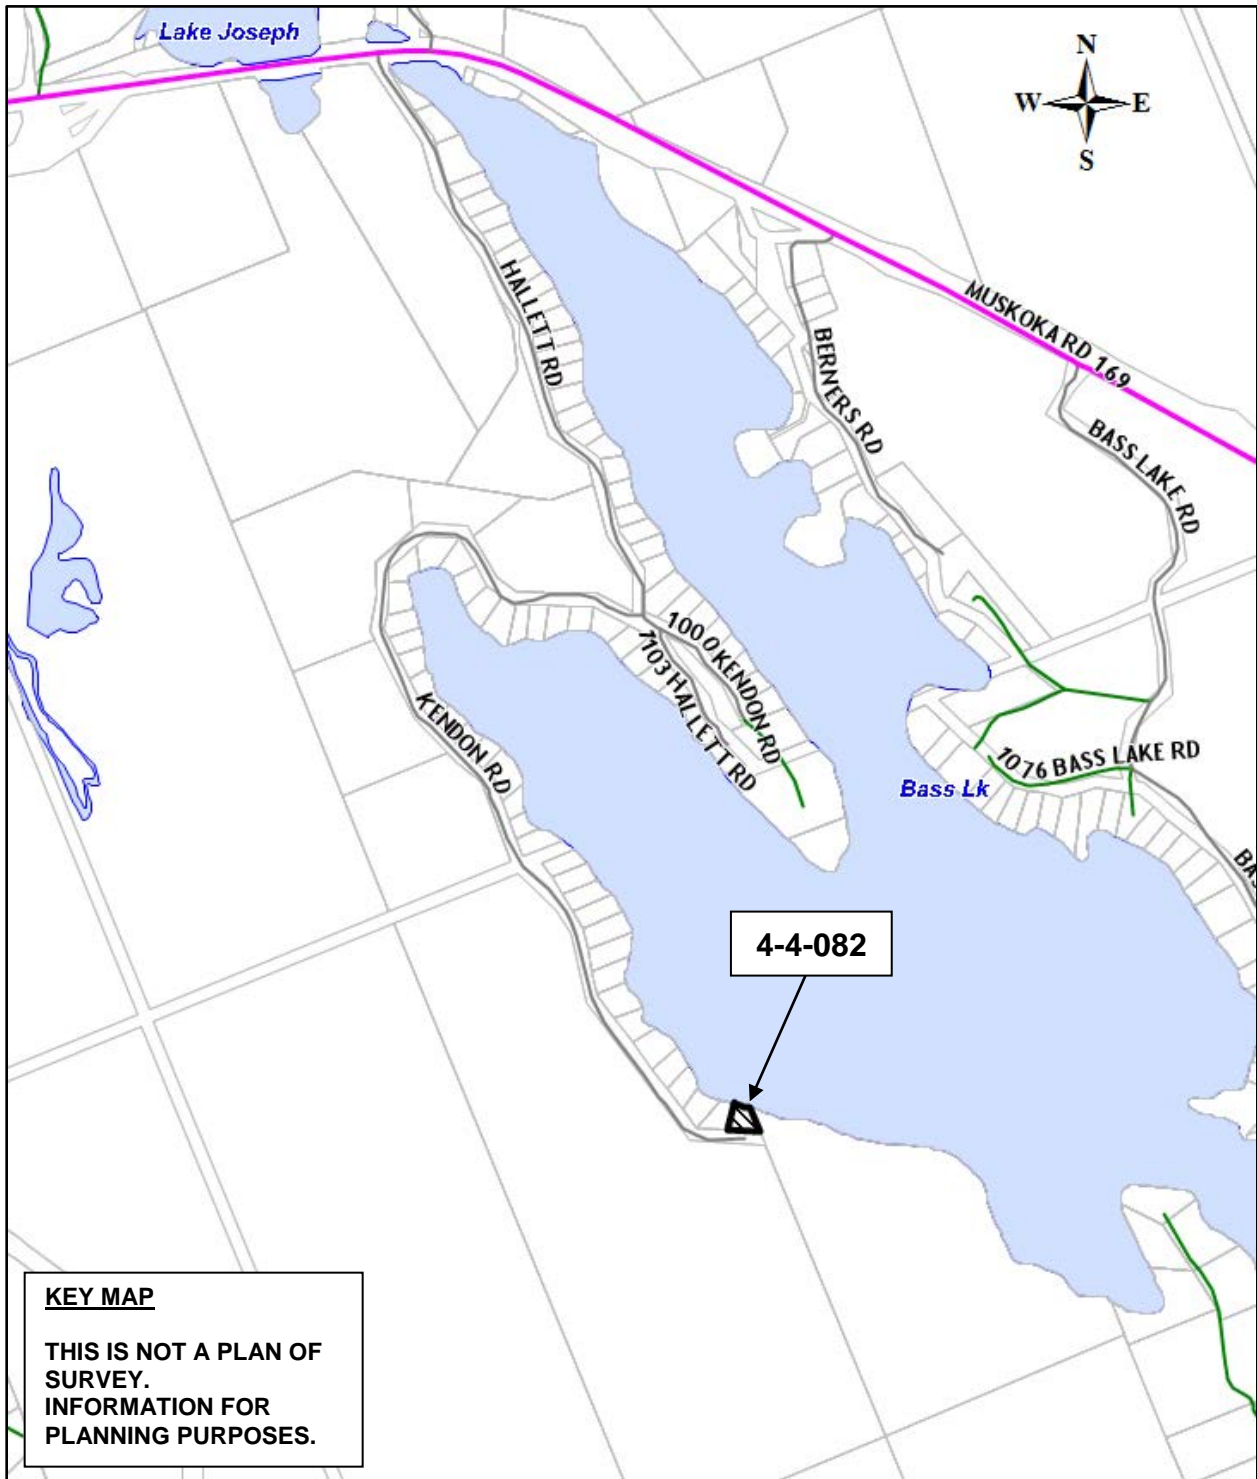 Lake Joseph
N
W E
S
HALLETT RD
MUSKOKA RD 169
BERNERS RD
BASS LAKE RD
1000 KENDON RD
1103 HALLETT RD
KENDON RD
1076 BASS LAKE RD
Bass Lk
BAS
4-4-082
KEY MAP
THIS IS NOT A PLAN OF
SURVEY.
INFORMATION FOR
PLANNING PURPOSES.